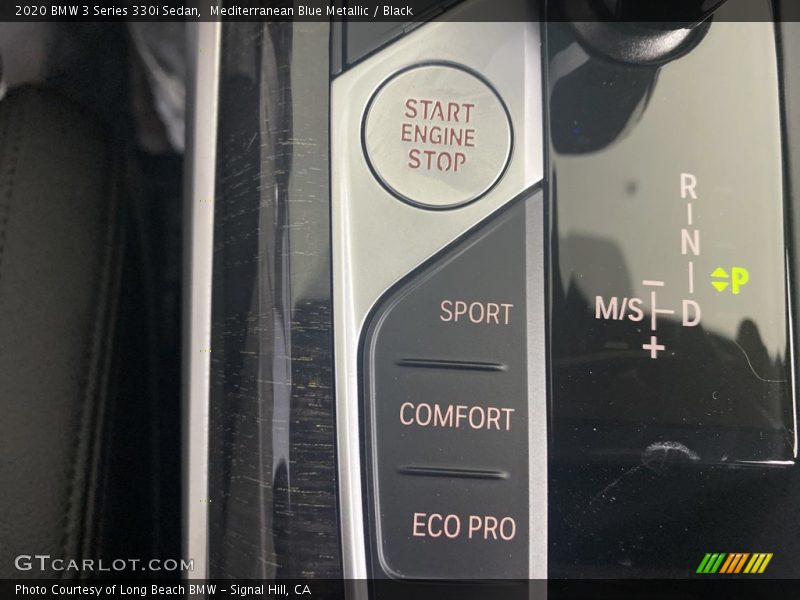 2020 BMW 3 Series 330i Sedan, Mediterranean Blue Metallic / Black
START
ENGINE
STOP
R
N
P
M/S
D
−
+
SPORT
COMFORT
ECO PRO
GTCARLOT.COM
Photo Courtesy of Long Beach BMW - Signal Hill, CA